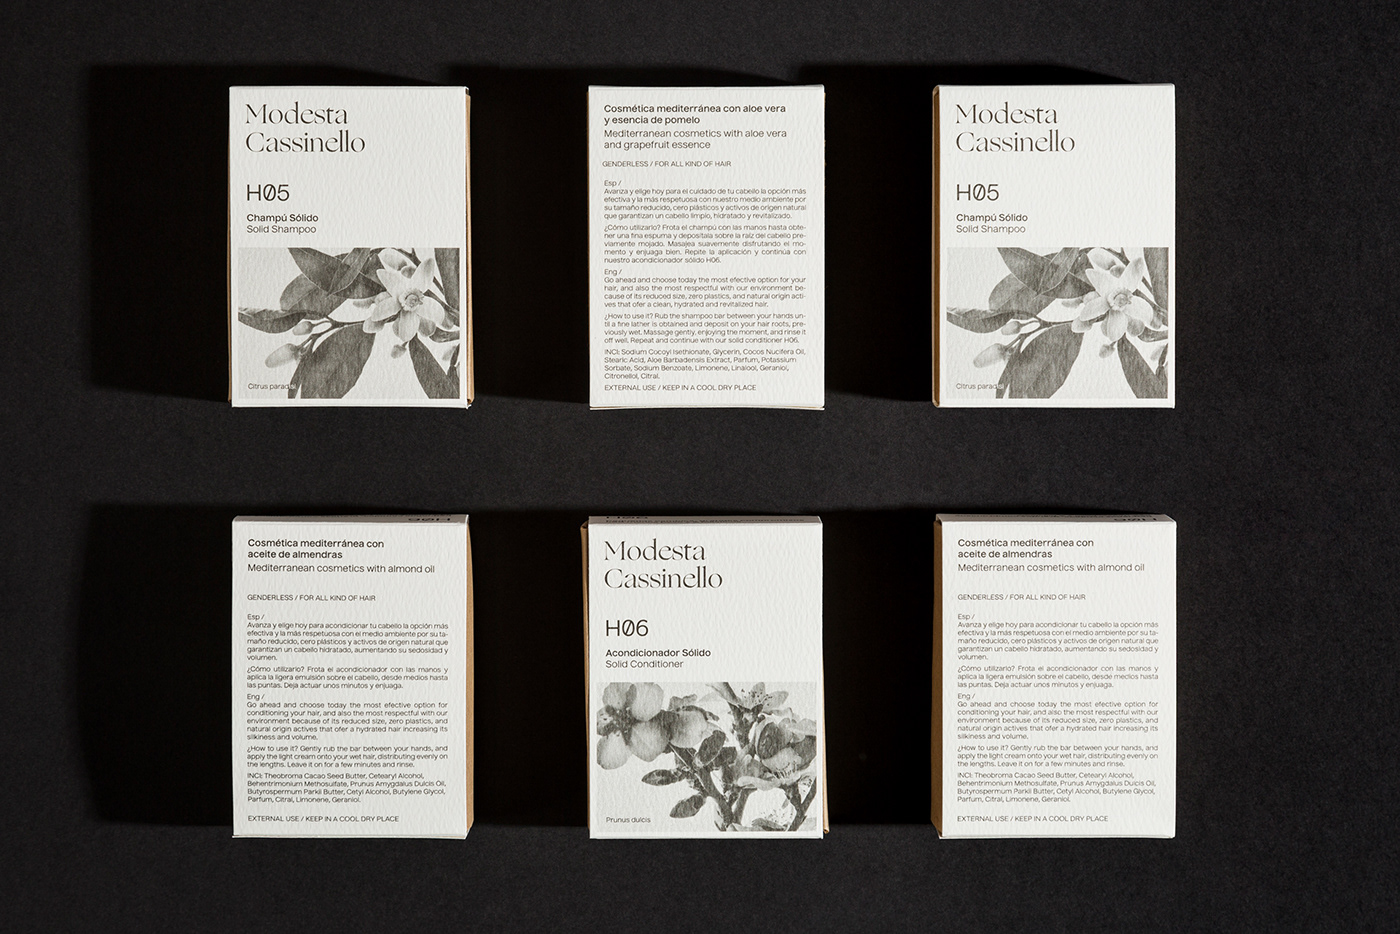 Modesta
Cassinello
H05
Champú Sólido
Solid Shampoo
Citrus paradisi
Cosmética mediterránea con aloe vera
y esencia de pomelo
Mediterranean cosmetics with aloe vera
and grapefruit essence
GENDERLESS / FOR ALL KIND OF HAIR
Esp /
Avanza y elige hoy para el cuidado de tu cabello la opción más
efectiva y la más respetuosa con nuestro medio ambiente por
su tamaño reducido, cero plásticos y activos de origen natural
que garantizan un cabello limpio, hidratado y revitalizado.
¿Cómo utilizarlo? Frota el champú con las manos hasta obte-
ner una fina espuma y deposítala sobre la raíz del cabello pre-
viamente mojado. Masajea suavemente disfrutando el mo-
mento y enjuaga bien. Repite la aplicación y continúa con
nuestro acondicionador sólido H06.
Eng /
Go ahead and choose today the most efective option for your
hair, and also the most respectful with our environment be-
cause of its reduced size, zero plastics, and natural origin acti-
ves that ofer a clean, hydrated and revitalized hair.
¿How to use it? Rub the shampoo bar between your hands un-
til a fine lather is obtained and deposit on your hair roots, pre-
viously wet. Massage gently, enjoying the moment, and rinse it
off well. Repeat and continue with our solid conditioner H06.
INCI: Sodium Cocoyl Isethionate, Glycerin, Cocos Nucifera Oil,
Stearic Acid, Aloe Barbadensis Extract, Parfum, Potassium
Sorbate, Sodium Benzoate, Limonene, Linalool, Geraniol,
Citronellol, Citral.
EXTERNAL USE / KEEP IN A COOL DRY PLACE
Modesta
Cassinello
H05
Champú Sólido
Solid Shampoo
Citrus paradisi
H06
Cosmética mediterránea con
aceite de almendras
Mediterranean cosmetics with almond oil
GENDERLESS / FOR ALL KIND OF HAIR
Esp /
Avanza y elige hoy para acondicionar tu cabello la opción más
efectiva y la más respetuosa con el medio ambiente por su ta-
maño reducido, cero plásticos y activos de origen natural que
garantizan un cabello hidratado, aumentando su sedosidad y
volumen.
¿Cómo utilizarlo? Frota el acondicionador con las manos y
aplica la ligera emulsión sobre el cabello, desde medios hasta
las puntas. Deja actuar unos minutos y enjuaga.
Eng /
Go ahead and choose today the most efective option for
conditioning your hair, and also the most respectful with our
environment because of its reduced size, zero plastics, and
natural origin actives that ofer a hydrated hair increasing its
silkiness and volume.
¿How to use it? Gently rub the bar between your hands, and
apply the light cream onto your wet hair, distributing evenly on
the lengths. Leave it on for a few minutes and rinse.
INCI: Theobroma Cacao Seed Butter, Cetearyl Alcohol,
Behentrimonium Methosulfate, Prunus Amygdalus Dulcis Oil,
Butyrospermum Parkii Butter, Cetyl Alcohol, Butylene Glycol,
Parfum, Citral, Limonene, Geraniol.
EXTERNAL USE / KEEP IN A COOL DRY PLACE
H06
Modesta
Cassinello
H06
Acondicionador Sólido
Solid Conditioner
Prunus dulcis
H06
Cosmética mediterránea con
aceite de almendras
Mediterranean cosmetics with almond oil
GENDERLESS / FOR ALL KIND OF HAIR
Esp /
Avanza y elige hoy para acondicionar tu cabello la opción más
efectiva y la más respetuosa con el medio ambiente por su ta-
maño reducido, cero plásticos y activos de origen natural que
garantizan un cabello hidratado, aumentando su sedosidad y
volumen.
¿Cómo utilizarlo? Frota el acondicionador con las manos y
aplica la ligera emulsión sobre el cabello, desde medios hasta
las puntas. Deja actuar unos minutos y enjuaga.
Eng /
Go ahead and choose today the most efective option for
conditioning your hair, and also the most respectful with our
environment because of its reduced size, zero plastics, and
natural origin actives that ofer a hydrated hair increasing its
silkiness and volume.
¿How to use it? Gently rub the bar between your hands, and
apply the light cream onto your wet hair, distributing evenly on
the lengths. Leave it on for a few minutes and rinse.
INCI: Theobroma Cacao Seed Butter, Cetearyl Alcohol,
Behentrimonium Methosulfate, Prunus Amygdalus Dulcis Oil,
Butyrospermum Parkii Butter, Cetyl Alcohol, Butylene Glycol,
Parfum, Citral, Limonene, Geraniol.
EXTERNAL USE / KEEP IN A COOL DRY PLACE